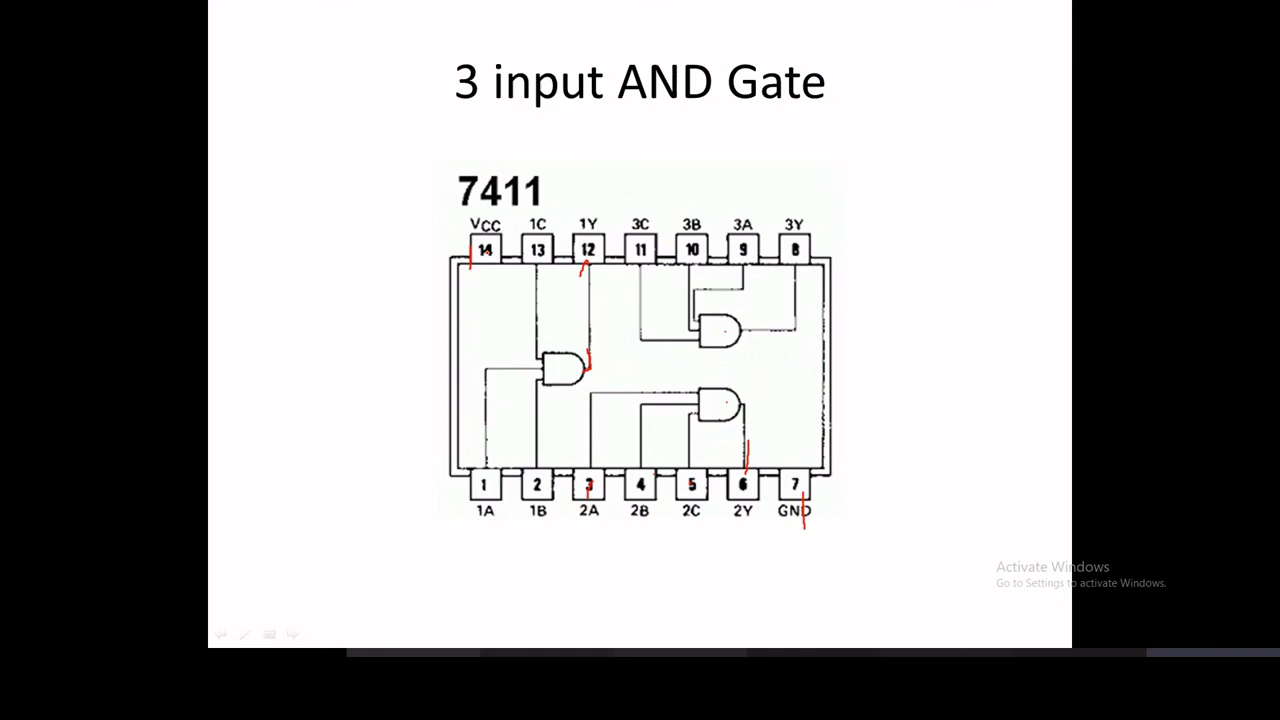 3 input AND Gate
7411
VCC 1C 1Y 3C 3B 3A 3Y
14 13 12 11 10 9 8
1 2 3 4 5 6 7
1A 1B 2A 2B 2C 2Y GND
Activate Windows
Go to Settings to activate Windows.